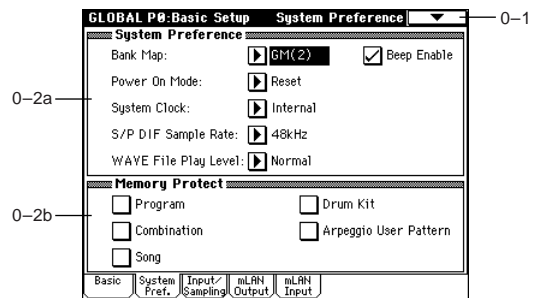 GLOBAL P0:Basic Setup System Preference
0–1
System Preference
Bank Map: GM(2) Beep Enable
Power On Mode: Reset
0–2a
System Clock: Internal
S/P DIF Sample Rate: 48kHz
WAVE File Play Level: Normal
Memory Protect
Program Drum Kit
0–2b
Combination Arpeggio User Pattern
Song
Basic System Pref. Input/Sampling mLAN Output mLAN Input